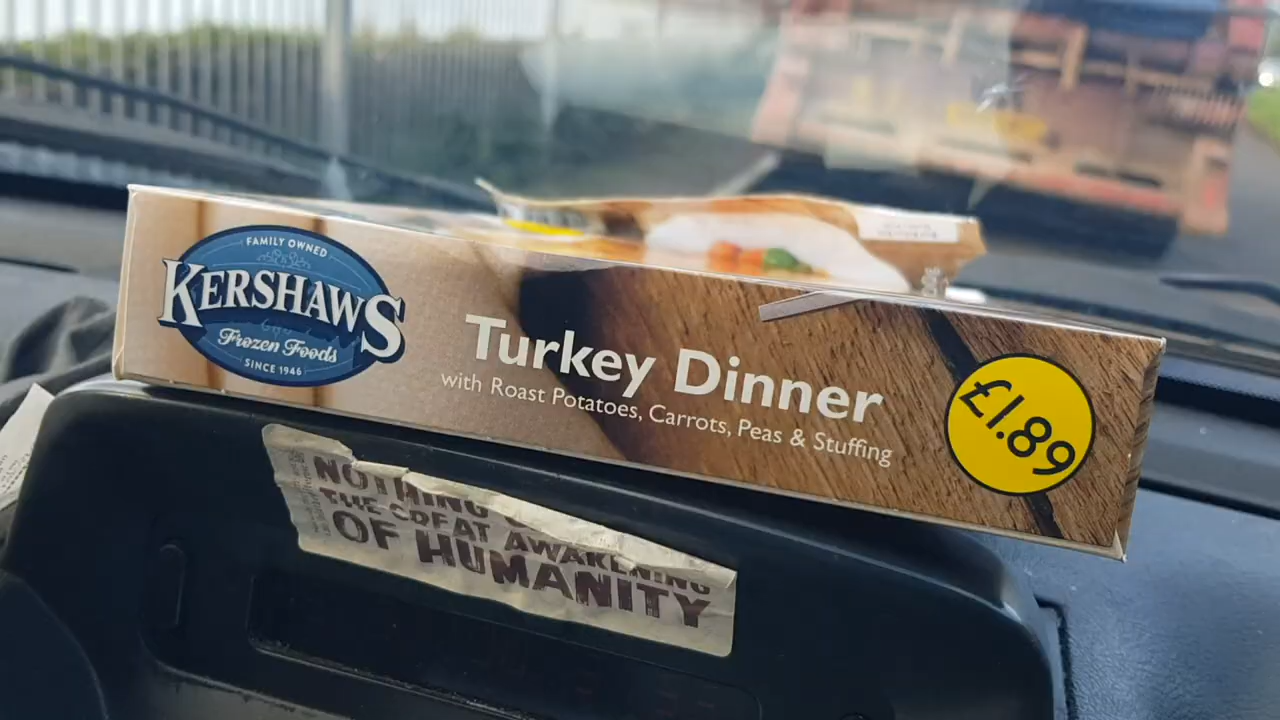 FAMILY OWNED
KERSHAWS
Frozen Foods
SINCE 1946
Turkey Dinner
with Roast Potatoes, Carrots, Peas & Stuffing
£1.89
NOTHING
THE GREAT AWAKENING
OF HUMANITY